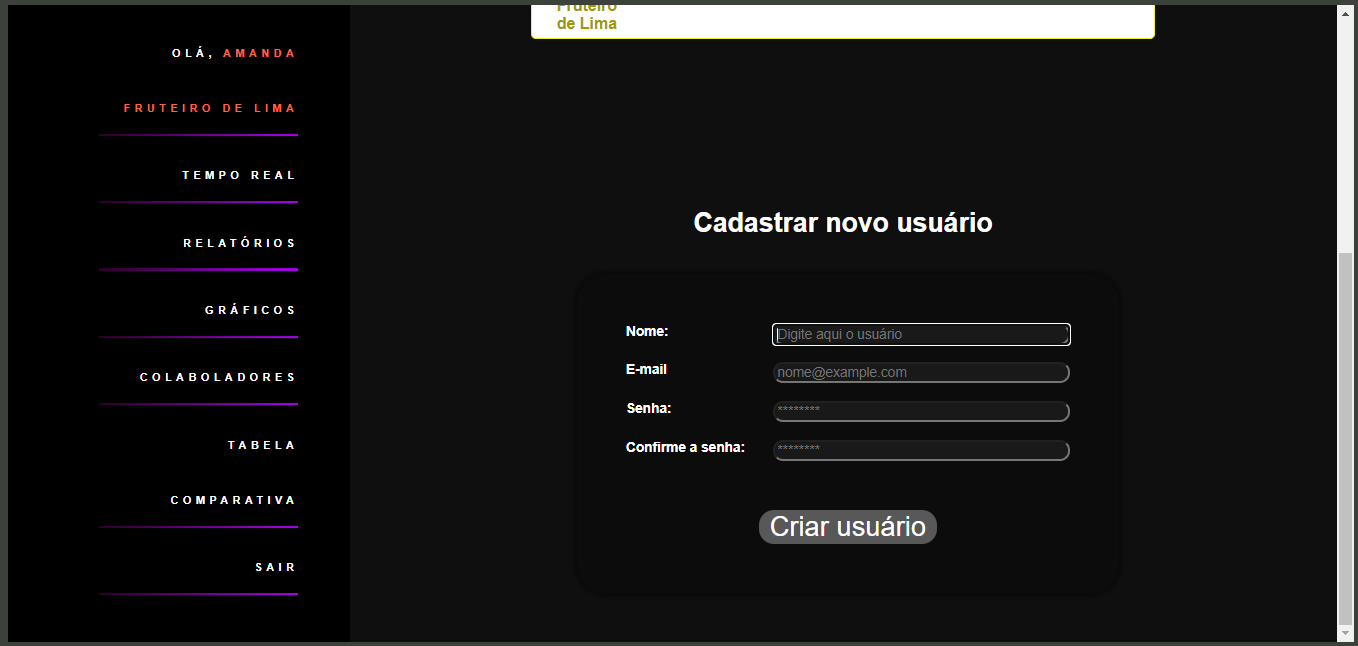 OLÁ, AMANDA
FRUTEIRO DE LIMA
TEMPO REAL
RELATÓRIOS
GRÁFICOS
COLABOLADORES
TABELA
COMPARATIVA
SAIR
Fruteiro
de Lima
Cadastrar novo usuário
Nome:
Digite aqui o usuário
E-mail
nome@example.com
Senha:
********
Confirme a senha:
********
Criar usuário